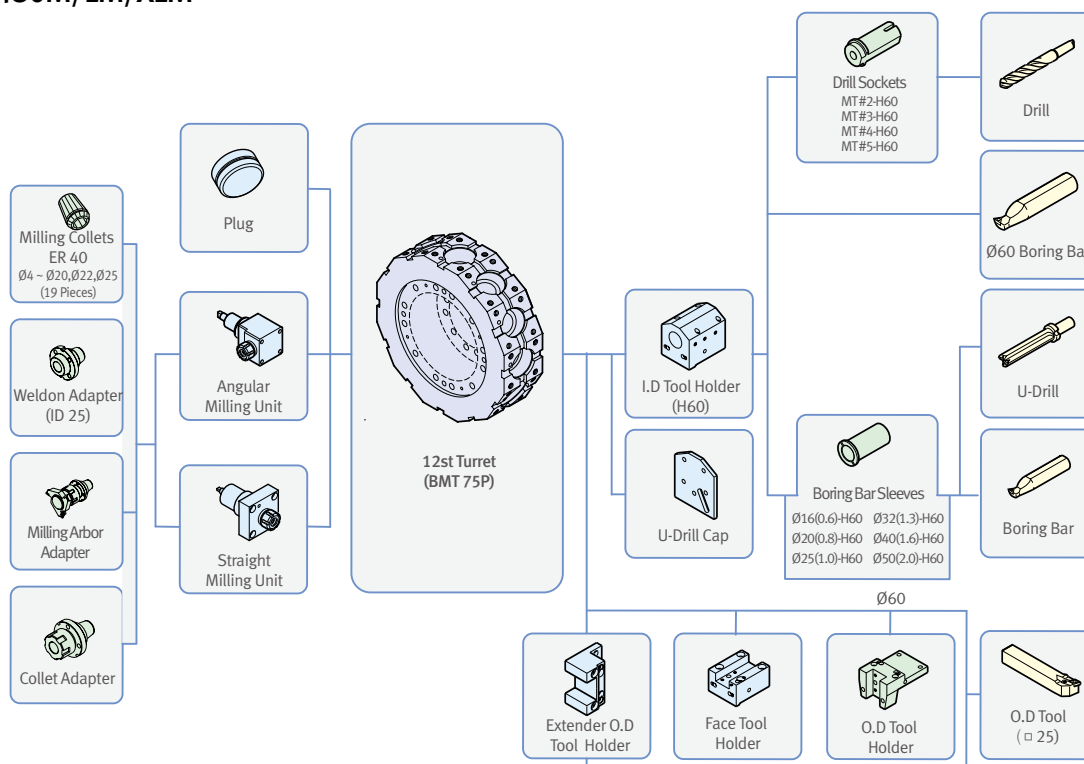 Drill Sockets
MT#2-H60
MT#3-H60
MT#4-H60
MT#5-H60
Drill
Plug
Milling Collets
ER 40
Ø4 ~ Ø20,Ø22,Ø25
(19 Pieces)
Ø60 Boring Ba
Weldon Adapter
(ID 25)
Angular
Milling Unit
12st Turret
(BMT 75P)
I.D Tool Holder
(H60)
U-Drill
Milling Arbor
Adapter
Straight
Milling Unit
U-Drill Cap
Boring Bar Sleeves
Ø16(0.6)-H60 Ø32(1.3)-H60
Ø20(0.8)-H60 Ø40(1.6)-H60
Ø25(1.0)-H60 Ø50(2.0)-H60
Boring Bar
Ø60
Collet Adapter
Extender O.D
Tool Holder
Face Tool
Holder
O.D Tool
Holder
O.D Tool
(□ 25)